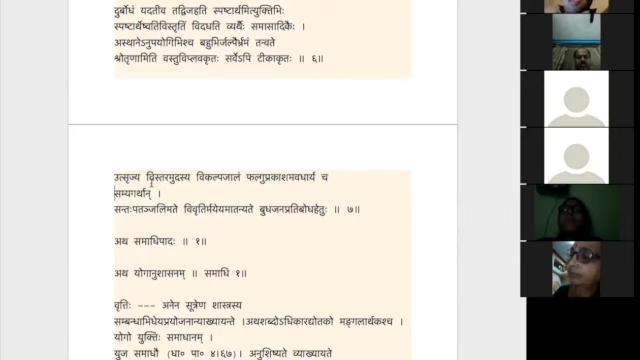 दुर्बोधं यदतीव तद्विजहति स्पष्टार्थमित्युक्तिभिः
स्पष्टार्थेष्वतिविस्तृतिं विदधति व्यर्थैः समासादिकैः ।
अस्थानेऽनुपयोगिभिश्च बहुभिर्जल्पैर्भ्रमं तन्वते
श्रोतृणामिति वस्तुविप्लवकृतः सर्वेऽपि टीकाकृतः ॥ ६॥
उत्सृज्य विस्तरमुदस्य विकल्पजालं फल्गुप्रकाशमवधार्य च
सम्यगर्थान् ।
सन्तःपतञ्जलिमते विवृतिर्मयेयमातन्यते बुधजनप्रतिबोधहेतुः ॥ ७॥
अथ समाधिपादः ॥ १॥
अथ योगानुशासनम् ॥ समाधि १॥
वृत्तिः --- अनेन सूत्रेण शास्त्रस्य
सम्बन्धाभिधेयप्रयोजनान्याख्यायन्ते ।अथशब्दोऽधिकारद्योतको मङ्गलार्थकश्च ।
योगो युक्तिः समाधानम् ।
युज समाधौ (धा० पा० ४।६७) । अनुशिष्यते व्याख्यायते